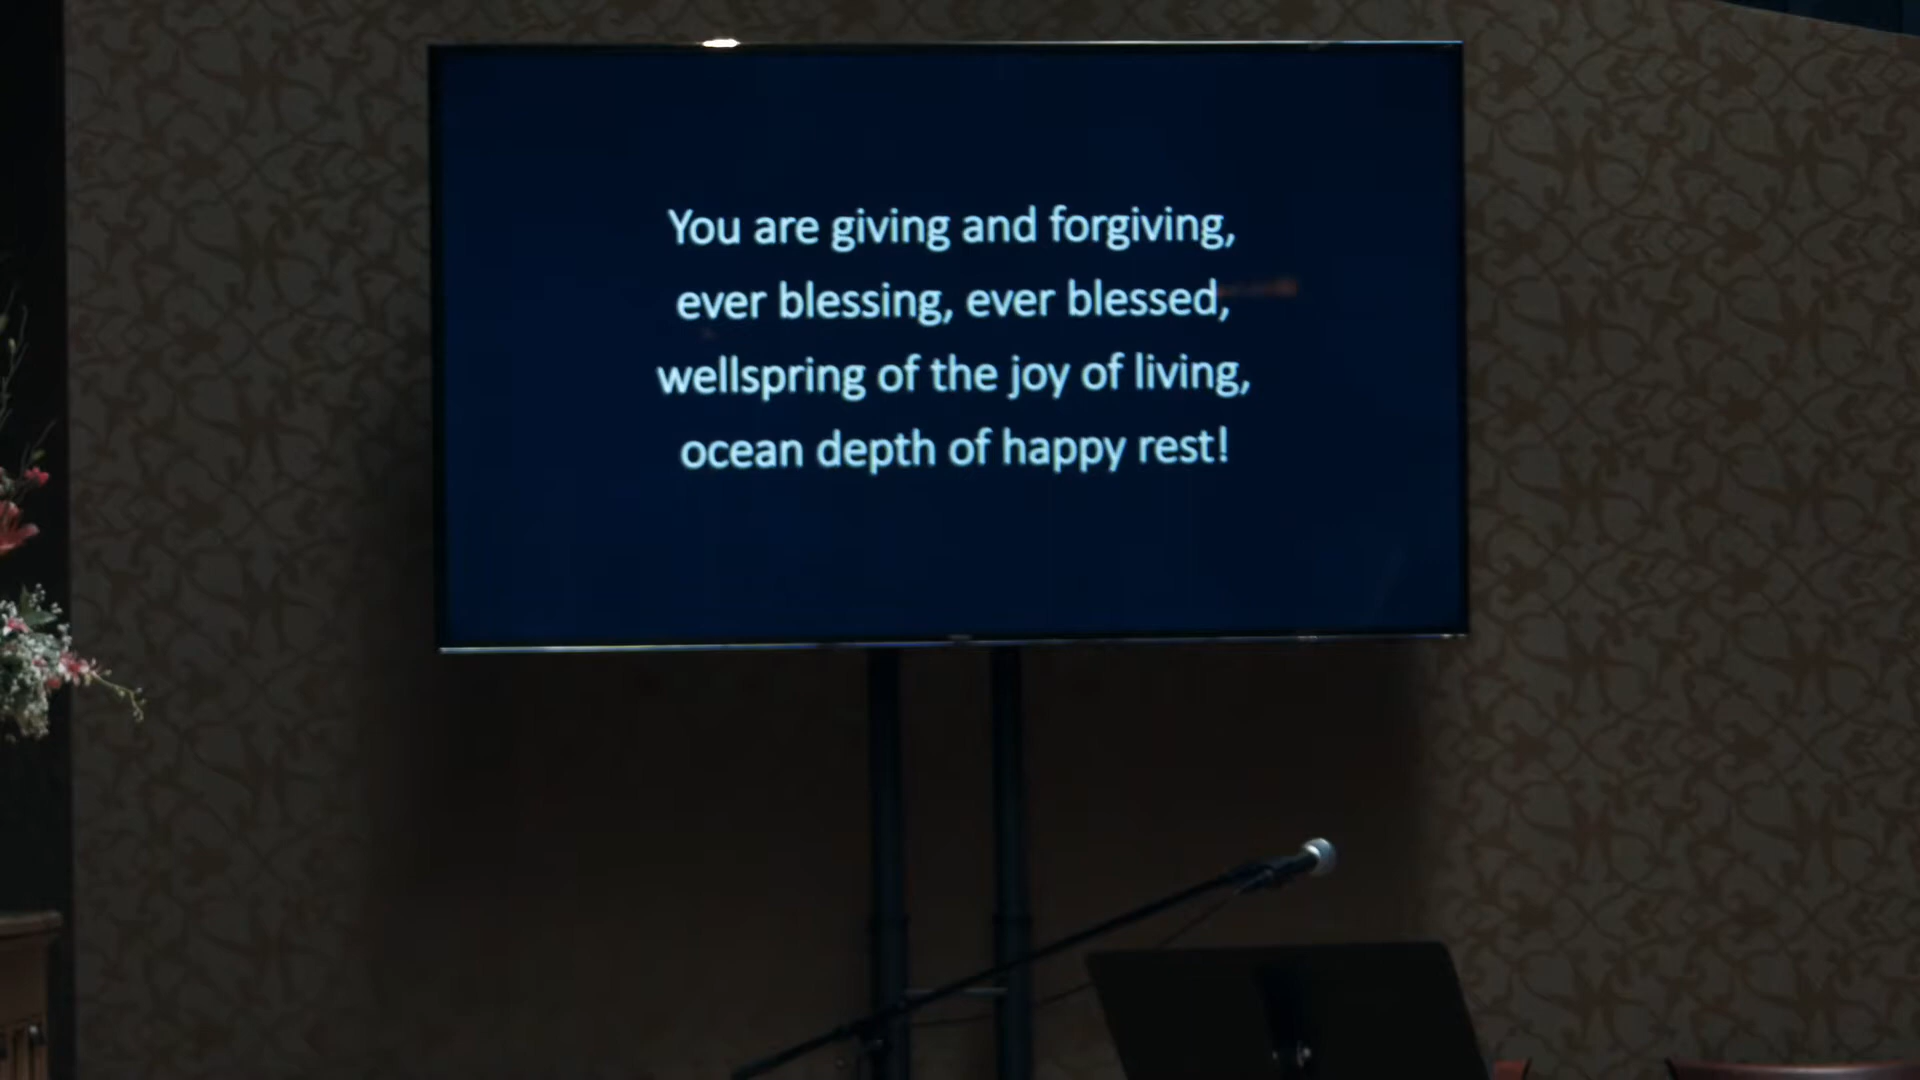 You are giving and forgiving,
ever blessing, ever blessed,
wellspring of the joy of living,
ocean depth of happy rest!